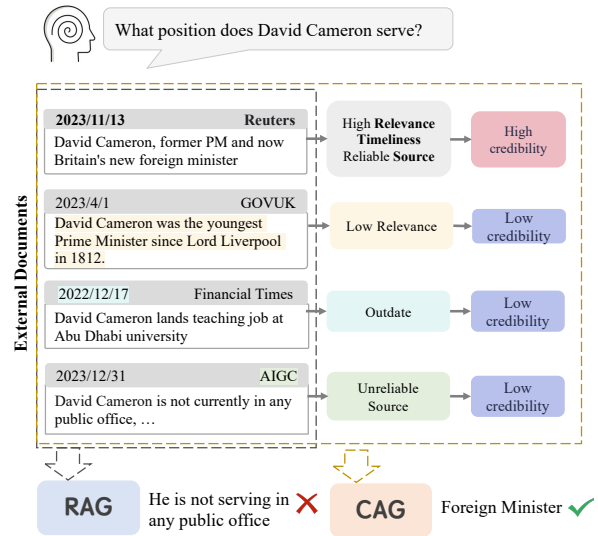 What position does David Cameron serve?
External Documents
2023/11/13 Reuters
David Cameron, former PM and now
Britain's new foreign minister
High Relevance
Timeliness
Reliable Source
High
credibility
2023/4/1 GOVUK
David Cameron was the youngest
Prime Minister since Lord Liverpool
in 1812.
Low Relevance
Low
credibility
2022/12/17 Financial Times
David Cameron lands teaching job at
Abu Dhabi university
Outdate
Low
credibility
2023/12/31 AIGC
David Cameron is not currently in any
public office, …
Unreliable
Source
Low
credibility
RAG
He is not serving in
any public office
CAG
Foreign Minister